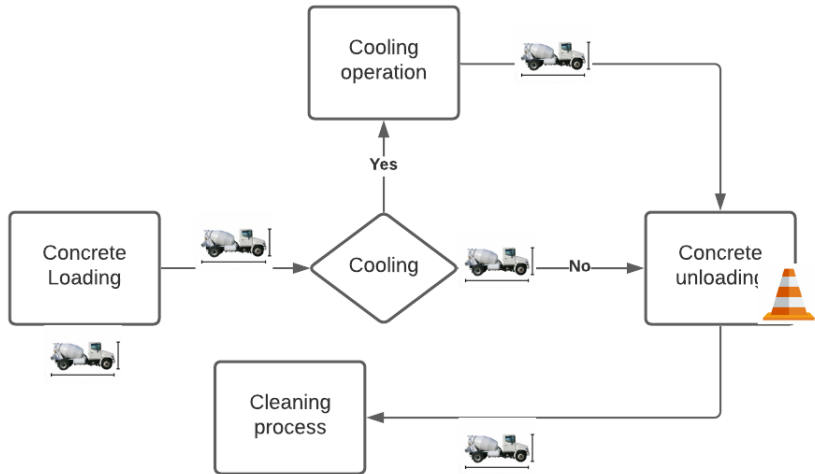 Cooling
operation
Yes
Concrete
Loading
Cooling
No
Concrete
unloading
Cleaning
process